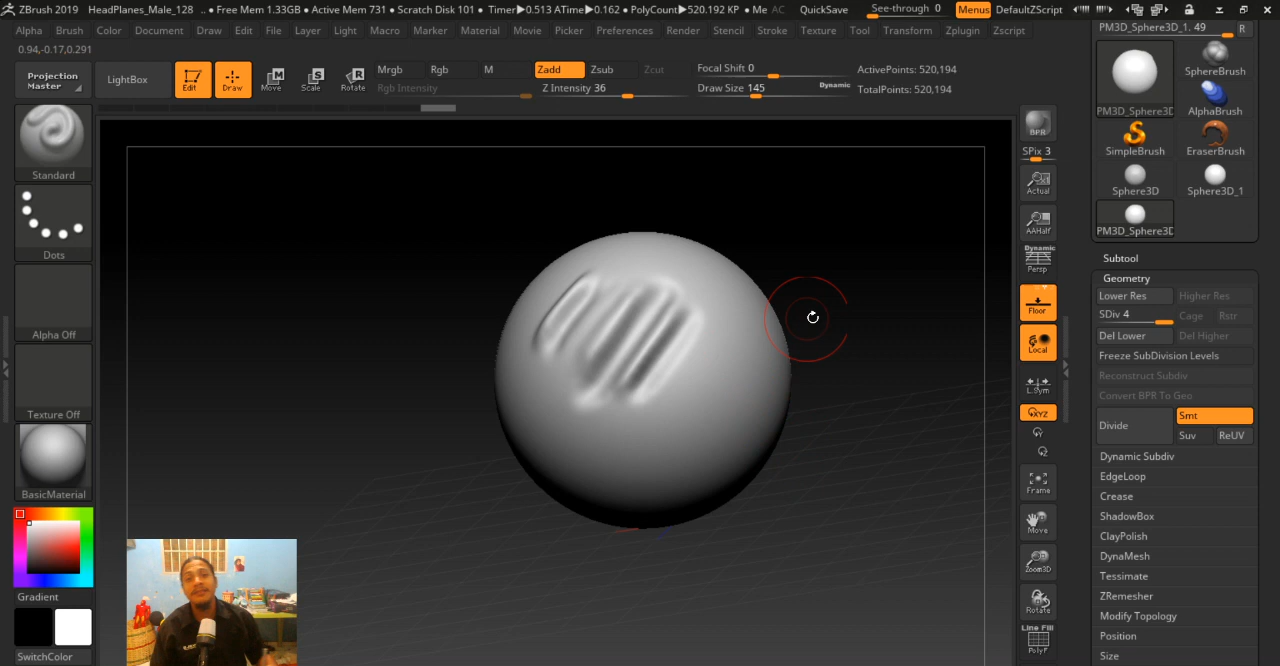 ZBrush 2019 HeadPlanes_Male_128 .. • Free Mem 1.33GB • Active Mem 731 • Scratch Disk 101 • Timer▶0.513 ATime▶0.162 • PolyCount▶520.192 KP • Me AC QuickSave See-through 0 Menus DefaultZScript
Alpha Brush Color Document Draw Edit File Layer Light Macro Marker Material Movie Picker Preferences Render Stencil Stroke Texture Tool Transform Zplugin Zscript
0.94,-0.17,0.291
Projection Master
LightBox
Edit
Draw
Move
Scale
Rotate
Mrgb Rgb M
Rgb Intensity
Zadd Zsub Zcut
Z Intensity 36
Focal Shift 0
Draw Size 145 Dynamic
ActivePoints: 520,194
TotalPoints: 520,194
Standard
Dots
Alpha Off
Texture Off
BasicMaterial
Gradient
SwitchColor
BPR
SPix 3
Actual
AAHalf
Dynamic
Persp
Floor
Local
L.Sym
XYZ
Y
Z
Frame
Move
Zoom3D
Rotate
Line Fill
PolyF
PM3D_Sphere3D_1. 49 R
PM3D_Sphere3D
SphereBrush
AlphaBrush
SimpleBrush
EraserBrush
Sphere3D
Sphere3D_1
PM3D_Sphere3D
Subtool
Geometry
Lower Res Higher Res
SDiv 4 Cage Rstr
Del Lower Del Higher
Freeze SubDivision Levels
Reconstruct Subdiv
Convert BPR To Geo
Divide Smt
Suv ReUV
Dynamic Subdiv
EdgeLoop
Crease
ShadowBox
ClayPolish
DynaMesh
Tessimate
ZRemesher
Modify Topology
Position
Size